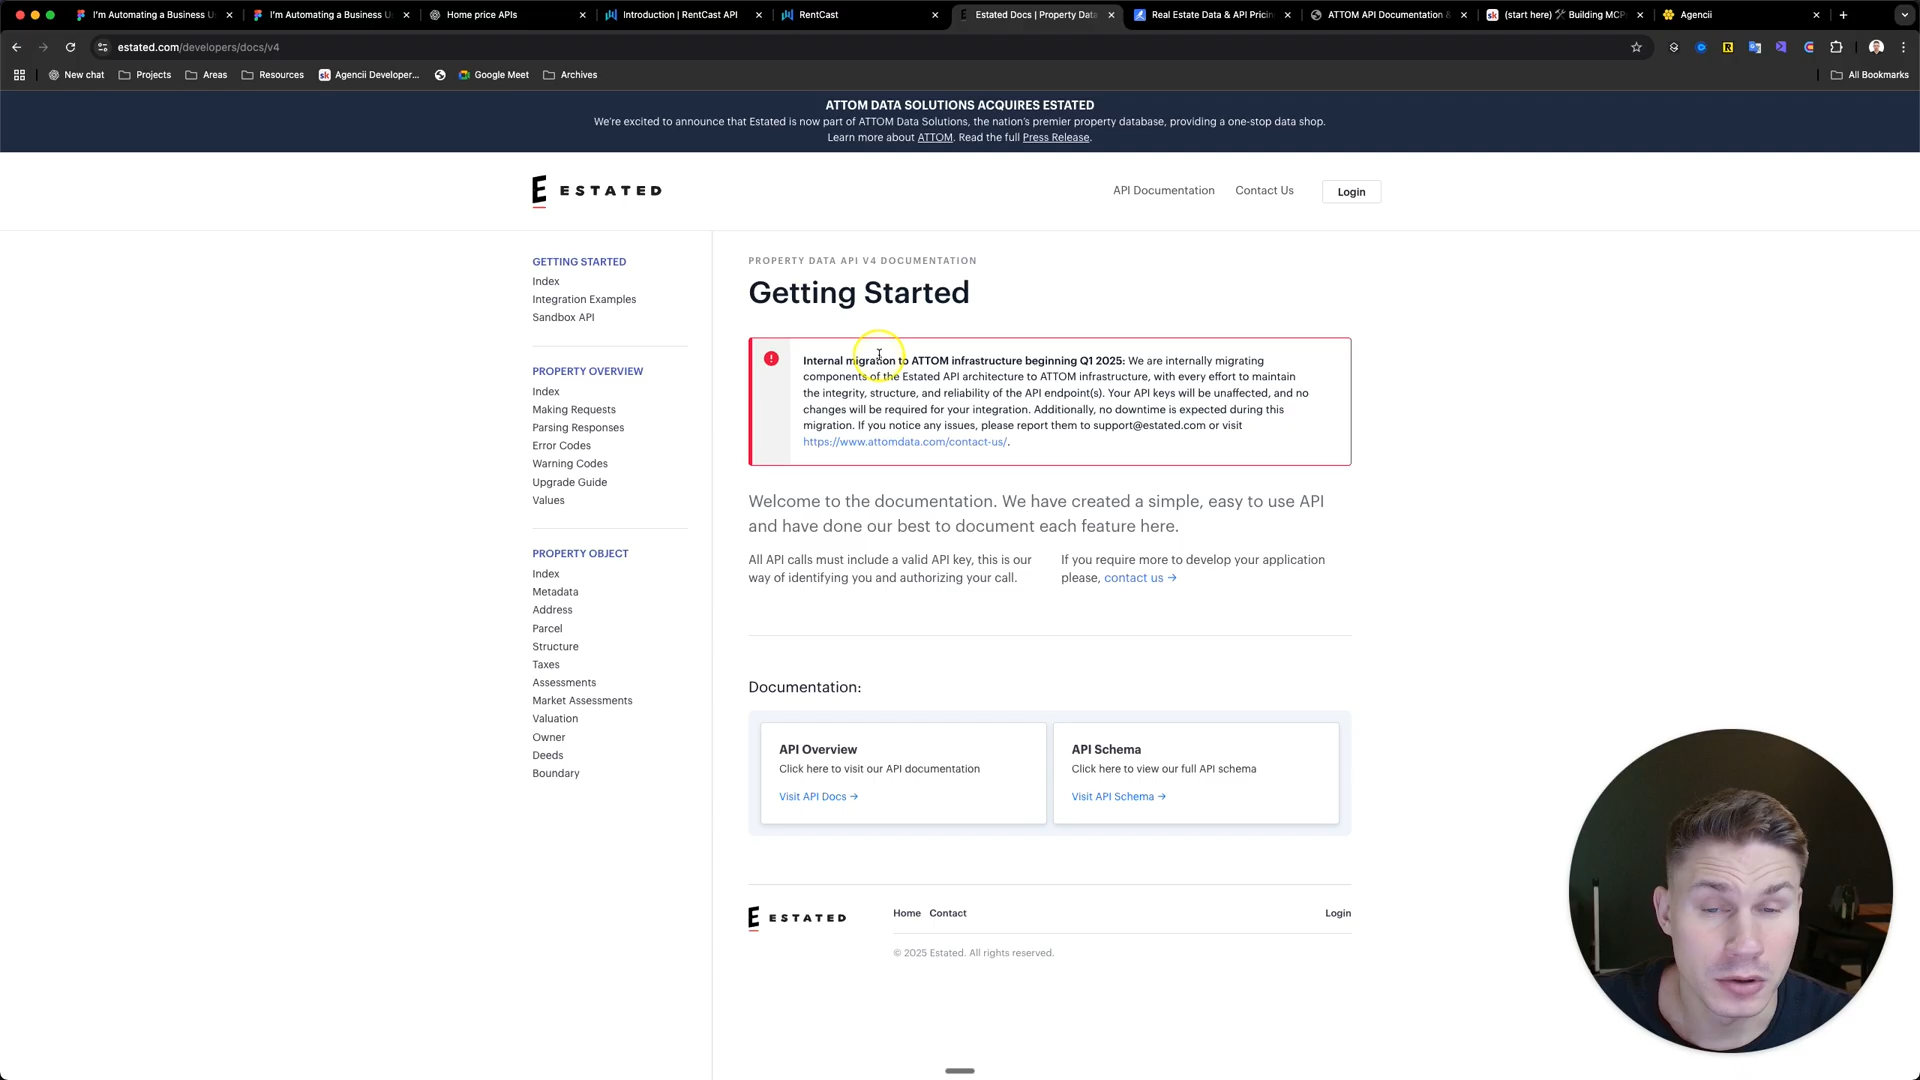 I'm Automating a Business U
I'm Automating a Business U
Home price APIs
Introduction | RentCast API
RentCast
Estated Docs | Property Data
Real Estate Data & API Pricin
ATTOM API Documentation &
(start here) 🛠 Building MCP
Agencii
estated.com/developers/docs/v4
New chat
Projects
Areas
Resources
Agencii Developer...
Google Meet
Archives
All Bookmarks
ATTOM DATA SOLUTIONS ACQUIRES ESTATED
We're excited to announce that Estated is now part of ATTOM Data Solutions, the nation's premier property database, providing a one-stop data shop.
Learn more about ATTOM. Read the full Press Release.
ESTATED
API Documentation
Contact Us
Login
GETTING STARTED
Index
Integration Examples
Sandbox API
PROPERTY OVERVIEW
Index
Making Requests
Parsing Responses
Error Codes
Warning Codes
Upgrade Guide
Values
PROPERTY OBJECT
Index
Metadata
Address
Parcel
Structure
Taxes
Assessments
Market Assessments
Valuation
Owner
Deeds
Boundary
PROPERTY DATA API V4 DOCUMENTATION
Getting Started
Internal migration to ATTOM infrastructure beginning Q1 2025: We are internally migrating
components of the Estated API architecture to ATTOM infrastructure, with every effort to maintain
the integrity, structure, and reliability of the API endpoint(s). Your API keys will be unaffected, and no
changes will be required for your integration. Additionally, no downtime is expected during this
migration. If you notice any issues, please report them to support@estated.com or visit
https://www.attomdata.com/contact-us/.
Welcome to the documentation. We have created a simple, easy to use API
and have done our best to document each feature here.
All API calls must include a valid API key, this is our
way of identifying you and authorizing your call.
If you require more to develop your application
please, contact us →
Documentation:
API Overview
Click here to visit our API documentation
Visit API Docs →
API Schema
Click here to view our full API schema
Visit API Schema →
ESTATED
Home
Contact
Login
© 2025 Estated. All rights reserved.